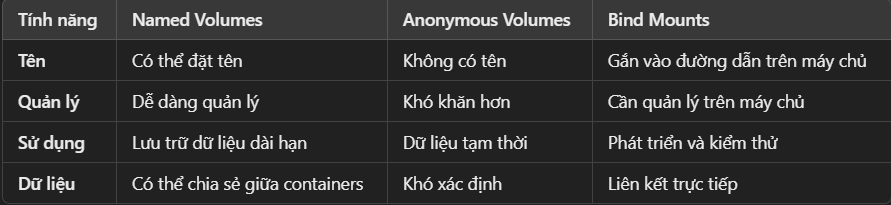 Tính năng Named Volumes Anonymous Volumes Bind Mounts
Tên Có thể đặt tên Không có tên Gắn vào đường dẫn trên máy chủ
Quản lý Dễ dàng quản lý Khó khăn hơn Cần quản lý trên máy chủ
Sử dụng Lưu trữ dữ liệu dài hạn Dữ liệu tạm thời Phát triển và kiểm thử
Dữ liệu Có thể chia sẻ giữa containers Khó xác định Liên kết trực tiếp